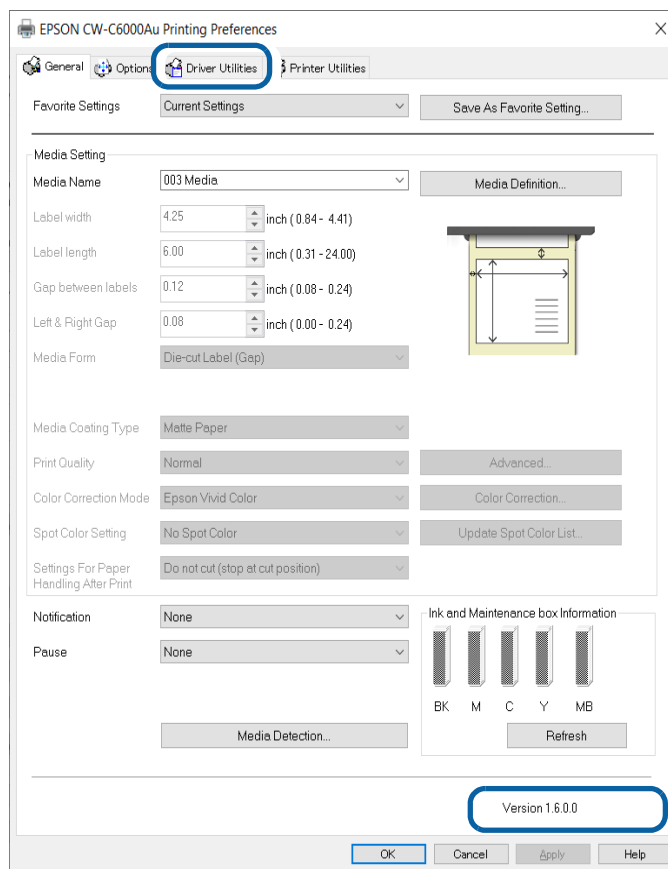 EPSON CW-C6000Au Printing Preferences
General Options Driver Utilities Printer Utilities
Favorite Settings Current Settings Save As Favorite Setting...
Media Setting
Media Name 003 Media Media Definition...
Label width 4.25 inch ( 0.84 - 4.41)
Label length 6.00 inch ( 0.31 - 24.00)
Gap between labels 0.12 inch ( 0.08 - 0.24)
Left & Right Gap 0.08 inch ( 0.00 - 0.24)
Media Form Die-cut Label (Gap)
Media Coating Type Matte Paper
Print Quality Normal Advanced...
Color Correction Mode Epson Vivid Color Color Correction...
Spot Color Setting No Spot Color Update Spot Color List...
Settings For Paper
Handling After Print Do not cut (stop at cut position)
Notification None
Pause None
Ink and Maintenance box Information
BK M C Y MB
Media Detection... Refresh
Version 1.6.0.0
OK Cancel Apply Help